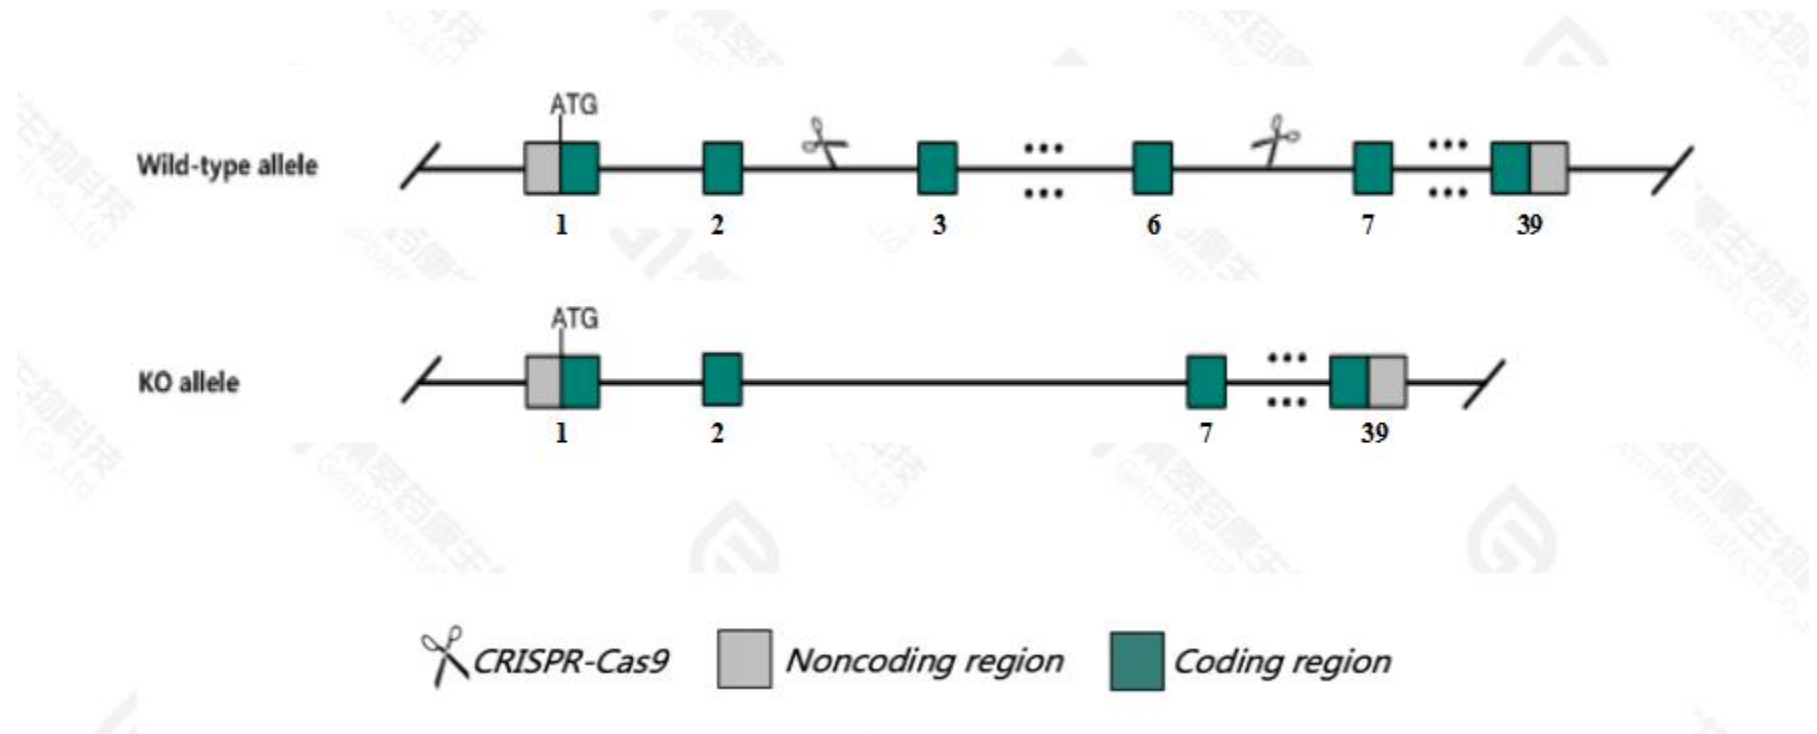 ATG
Wild-type allele
1 2 3 6 7 39
ATG
KO allele
1 2 7 39
CRISPR-Cas9 Noncoding region Coding region